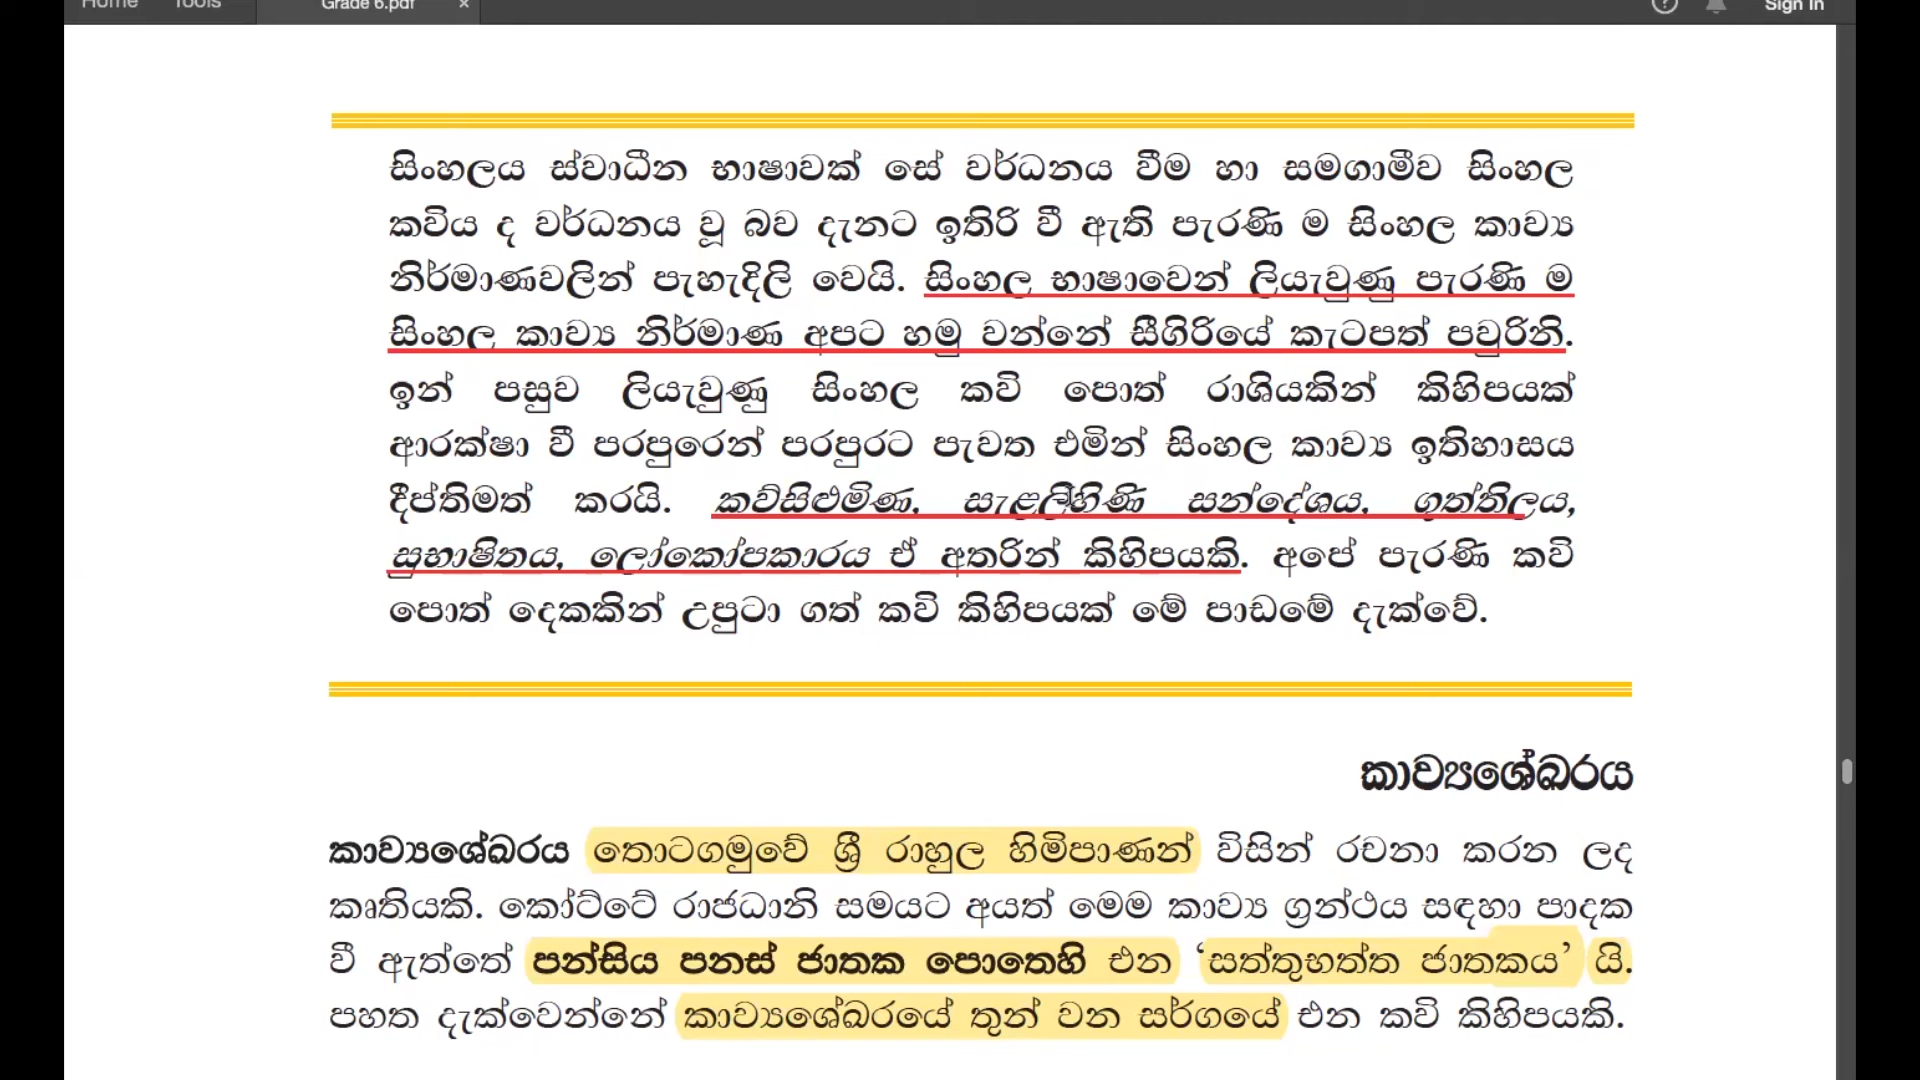 Home Tools Grade 6.pdf × ? Sign In
සිංහලය ස්වාධීන භාෂාවක් සේ වර්ධනය වීම හා සමගාමීව සිංහල
කවිය ද වර්ධනය වූ බව දැනට ඉතිරි වී ඇති පැරණි ම සිංහල කාව්‍ය
නිර්මාණවලින් පැහැදිලි වෙයි. සිංහල භාෂාවෙන් ලියැවුණු පැරණි ම
සිංහල කාව්‍ය නිර්මාණ අපට හමු වන්නේ සීගිරියේ කැටපත් පවුරිනි.
ඉන් පසුව ලියැවුණු සිංහල කවි පොත් රාශියකින් කිහිපයක්
ආරක්ෂා වී පරපුරෙන් පරපුරට පැවත එමින් සිංහල කාව්‍ය ඉතිහාසය
දීප්තිමත් කරයි. කව්සිළුමිණ, සැළලිහිණි සන්දේශය, ගුත්තිලය,
සුභාෂිතය, ලෝකෝපකාරය ඒ අතරින් කිහිපයකි. අපේ පැරණි කවි
පොත් දෙකකින් උපුටා ගත් කවි කිහිපයක් මේ පාඩමේ දැක්වේ.
කාව්‍යශේඛරය
කාව්‍යශේඛරය තොටගමුවේ ශ්‍රී රාහුල හිමිපාණන් විසින් රචනා කරන ලද
කෘතියකි. කෝට්ටේ රාජධානි සමයට අයත් මෙම කාව්‍ය ග්‍රන්ථය සඳහා පාදක
වී ඇත්තේ පන්සිය පනස් ජාතක පොතෙහි එන ‘සත්තුභත්ත ජාතකය’ යි.
පහත දැක්වෙන්නේ කාව්‍යශේඛරයේ තුන් වන සර්ගයේ එන කවි කිහිපයකි.